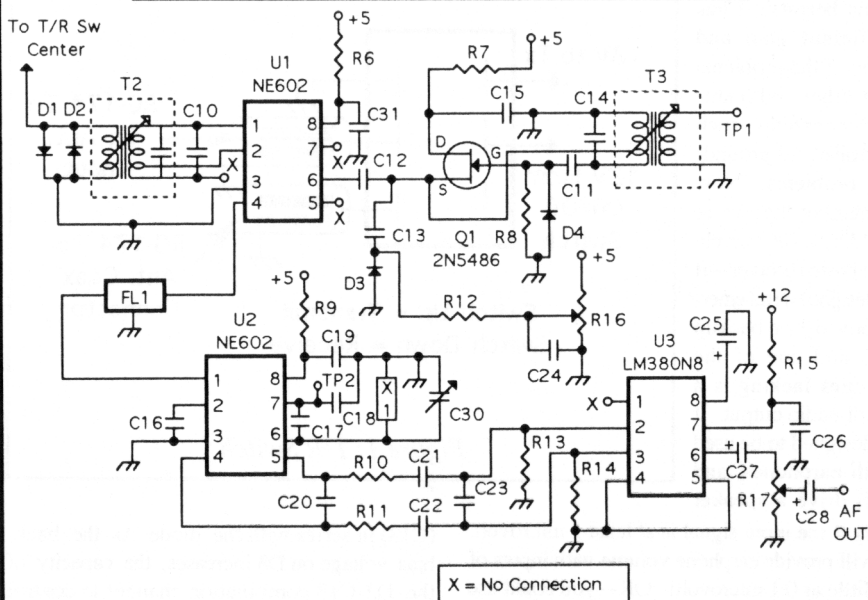 To T/R Sw
Center
D1 D2
T2
C10
U1
NE602
1
2
3
4
8
7
6
5
X
X
X
+5
R6
C31
C12
C13
D3
R7
+5
C15
C14
T3
TP1
D
G
S
C11
Q1
2N5486
R8
D4
R12
+5
R16
C24
FL1
+5
R9
U2
NE602
1
2
3
4
8
7
6
5
C16
C19
TP2
C18
C17
X
1
C30
R10
C21
C20
C23
R11
C22
R13
R14
U3
LM380N8
X
1
2
3
4
8
7
6
5
C25
+
+12
R15
C26
+
C27
R17
+
C28
AF
OUT
X = No Connection